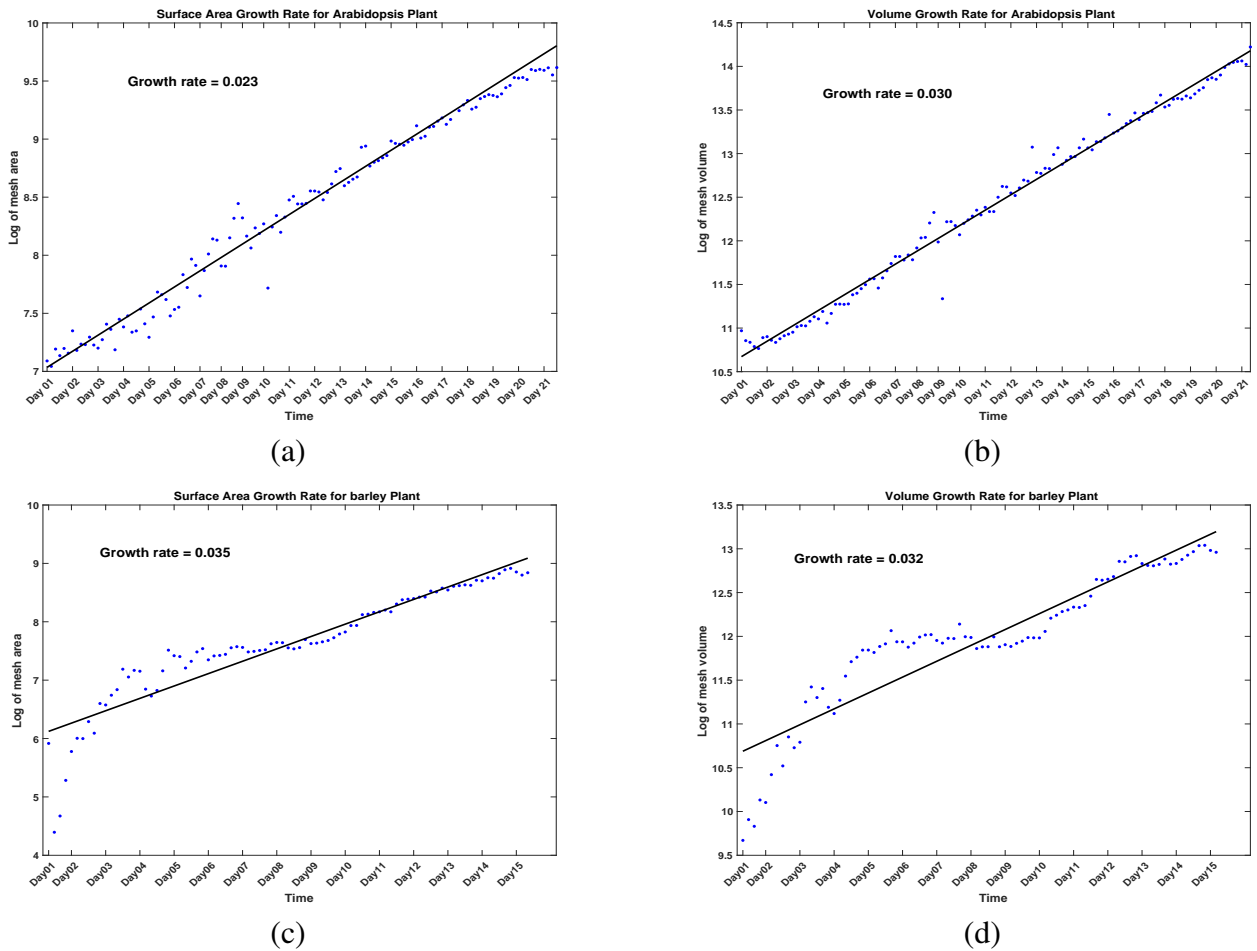 Surface Area Growth Rate for Arabidopsis Plant
Growth rate = 0.023
Log of mesh area
10
9.5
9
8.5
8
7.5
7
Day 01
Day 02
Day 03
Day 04
Day 05
Day 06
Day 07
Day 08
Day 09
Day 10
Day 11
Day 12
Day 13
Day 14
Day 15
Day 16
Day 17
Day 18
Day 19
Day 20
Day 21
Time
(a)
Volume Growth Rate for Arabidopsis Plant
Growth rate = 0.030
Log of mesh volume
14.5
14
13.5
13
12.5
12
11.5
11
10.5
Day 01
Day 02
Day 03
Day 04
Day 05
Day 06
Day 07
Day 08
Day 09
Day 10
Day 11
Day 12
Day 13
Day 14
Day 15
Day 16
Day 17
Day 18
Day 19
Day 20
Day 21
Time
(b)
Surface Area Growth Rate for barley Plant
Growth rate = 0.035
Log of mesh area
10
9
8
7
6
5
4
Day01
Day02
Day03
Day04
Day05
Day06
Day07
Day08
Day09
Day10
Day11
Day12
Day13
Day14
Day15
Time
(c)
Volume Growth Rate for barley Plant
Growth rate = 0.032
Log of mesh volume
13.5
13
12.5
12
11.5
11
10.5
10
9.5
Day01
Day02
Day03
Day04
Day05
Day06
Day07
Day08
Day09
Day10
Day11
Day12
Day13
Day14
Day15
Time
(d)